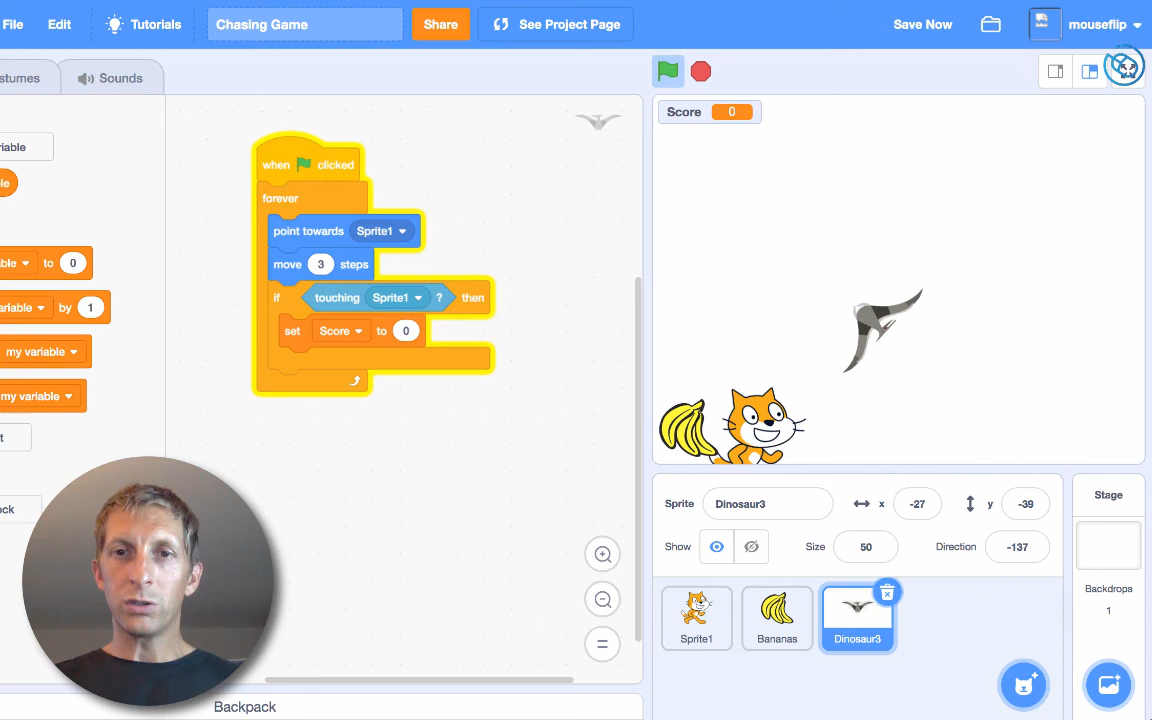 File Edit Tutorials Chasing Game Share See Project Page Save Now mouseflip
stumes Sounds
Score 0
riable
when clicked
ble
forever
point towards Sprite1
able to 0
move 3 steps
if touching Sprite1 ? then
ariable by 1
set Score to 0
my variable
my variable
t
ock
Sprite Dinosaur3 x -27 y -39
Show Size 50 Direction -137
Stage
Backdrops
1
Sprite1 Bananas Dinosaur3
Backpack